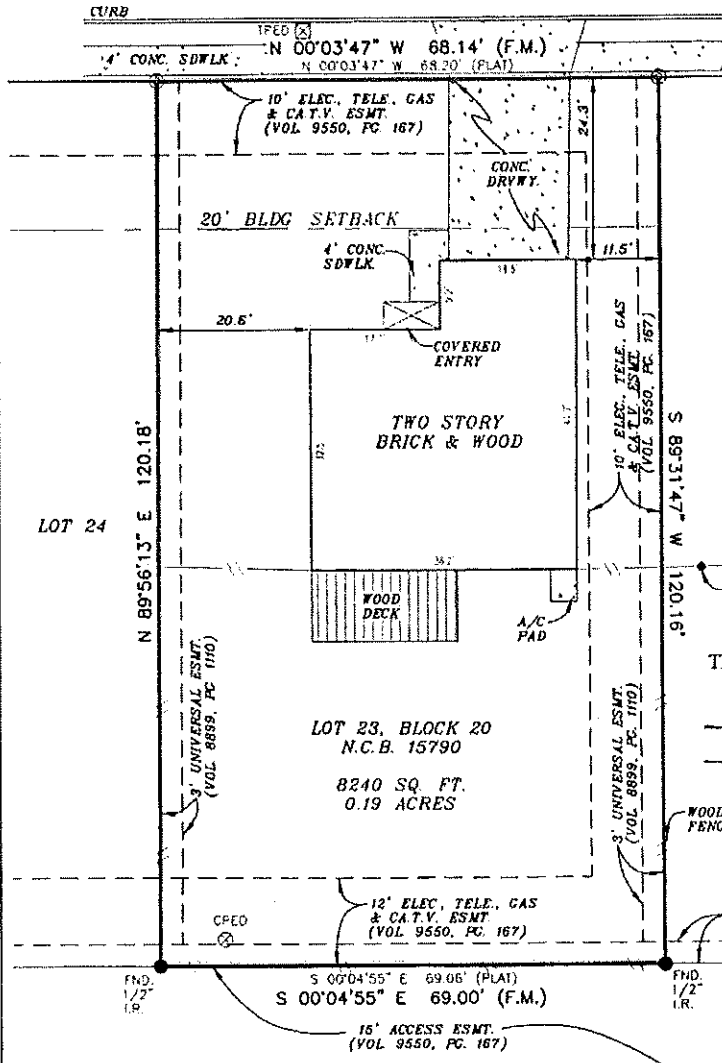 CURB
TPED
N 00°03'47" W 68.14' (F.M.)
4' CONC. SDWLK
N 00°03'47" W 68.20' (PLAT)
10' ELEC., TELE., GAS
& CA.T.V. ESMT.
(VOL 9550, PG. 167)
24.3'
CONC.
DRYWY.
20' BLDG SETBACK
4' CONC.
SDWLK.
11.5'
20.6'
COVERED
ENTRY
10' ELEC., TELE., GAS
& CA.T.V. ESMT.
(VOL 9550, PG. 167)
TWO STORY
BRICK & WOOD
N 89°56'13" E 120.18'
S 89°31'47" W 120.16'
LOT 24
WOOD
DECK
A/C
PAD
3' UNIVERSAL ESMT.
(VOL 8899, PG 1110)
LOT 23, BLOCK 20
N.C.B. 15790
8240 SQ. FT.
0.19 ACRES
3' UNIVERSAL ESMT.
(VOL 8899, PG. 1110)
WOOD
FENC
12' ELEC., TELE., GAS
& CA.T.V. ESMT
(VOL 9550, PG. 167)
CPED
FND.
1/2"
I.R.
S 00°04'55" E 69.06' (PLAT)
S 00°04'55" E 69.00' (F.M.)
FND.
1/2"
I.R.
15' ACCESS ESMT.
(VOL 9550, PG. 167)